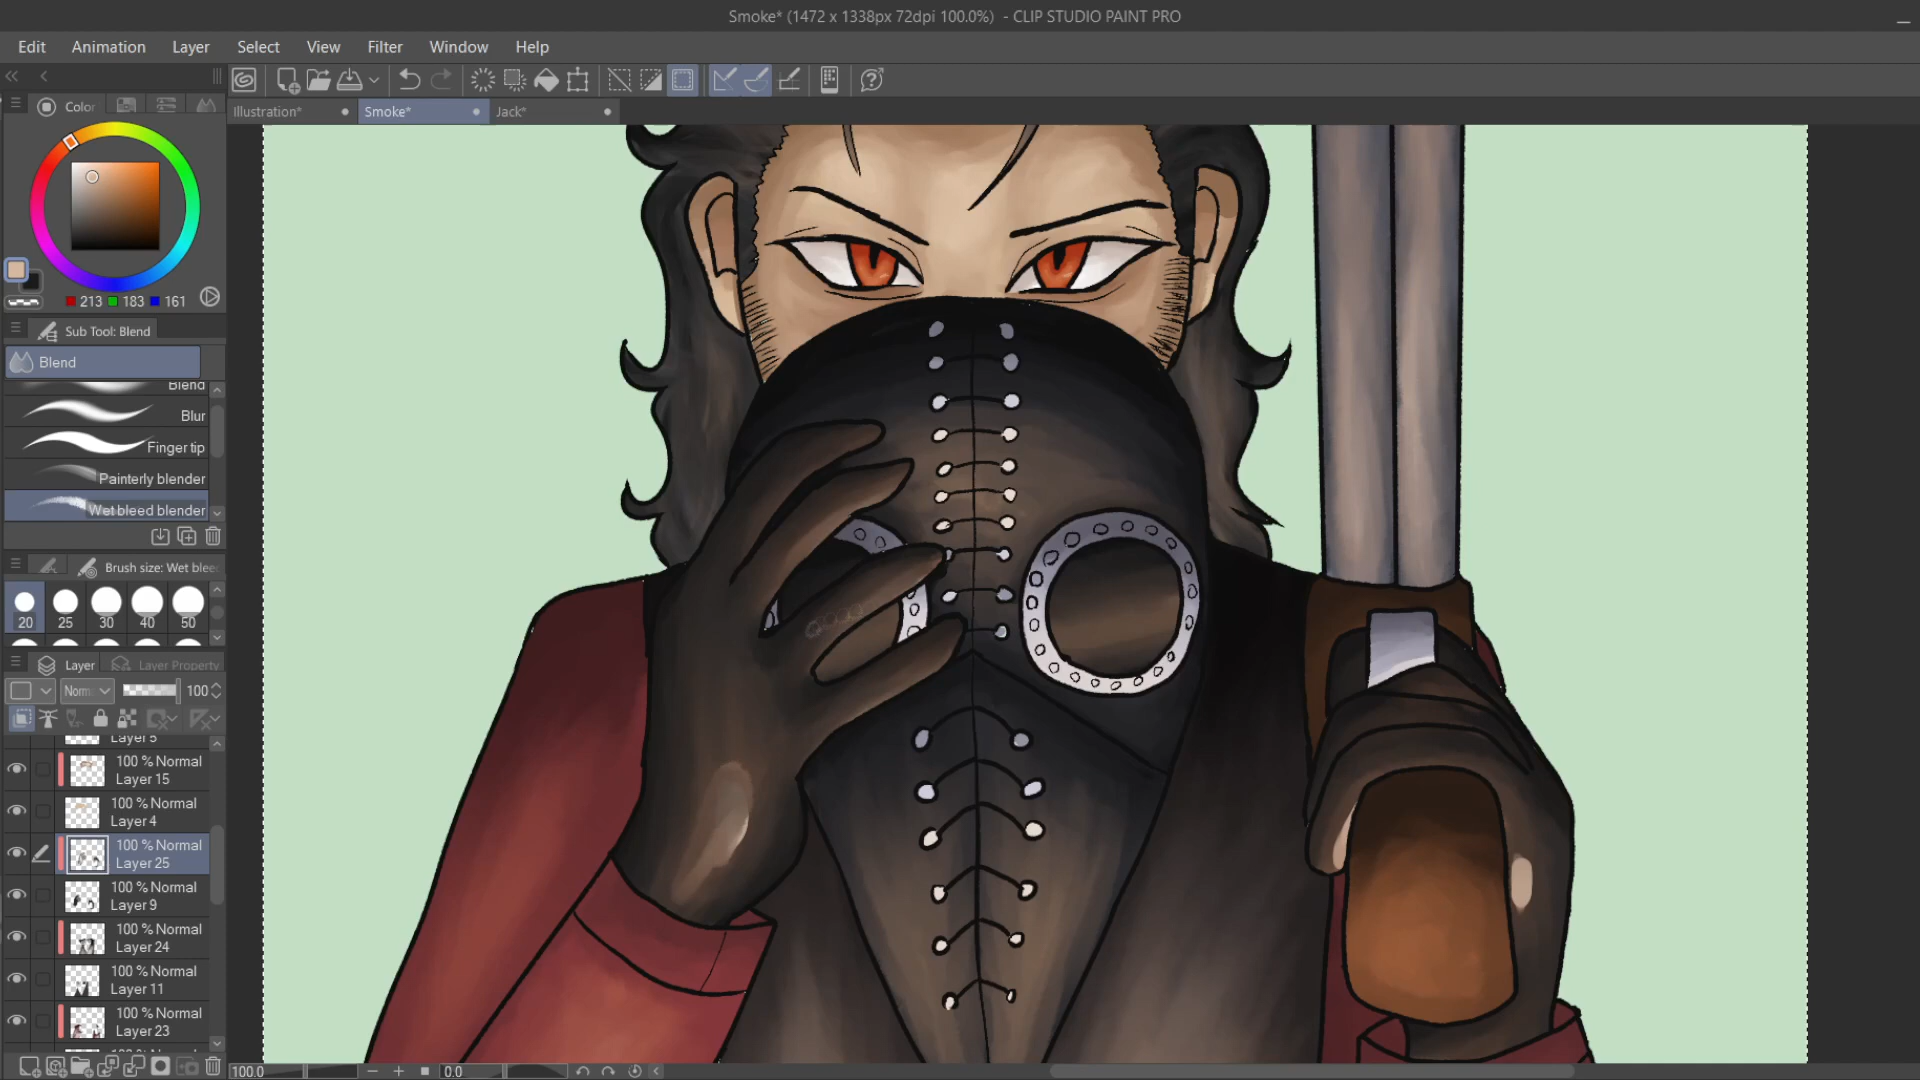 Smoke* (1472 x 1338px 72dpi 100.0%) - CLIP STUDIO PAINT PRO
Edit Animation Layer Select View Filter Window Help
Illustration* Smoke* Jack*
Color
213 183 161
Sub Tool: Blend
Blend
Blend
Blur
Finger tip
Painterly blender
Wet bleed blender
Brush size: Wet blee
20 25 30 40 50
Layer Layer Property
Norm 100
Layer 5
100 % Normal
Layer 15
100 % Normal
Layer 4
100 % Normal
Layer 25
100 % Normal
Layer 9
100 % Normal
Layer 24
100 % Normal
Layer 11
100 % Normal
Layer 23
100.0 0.0